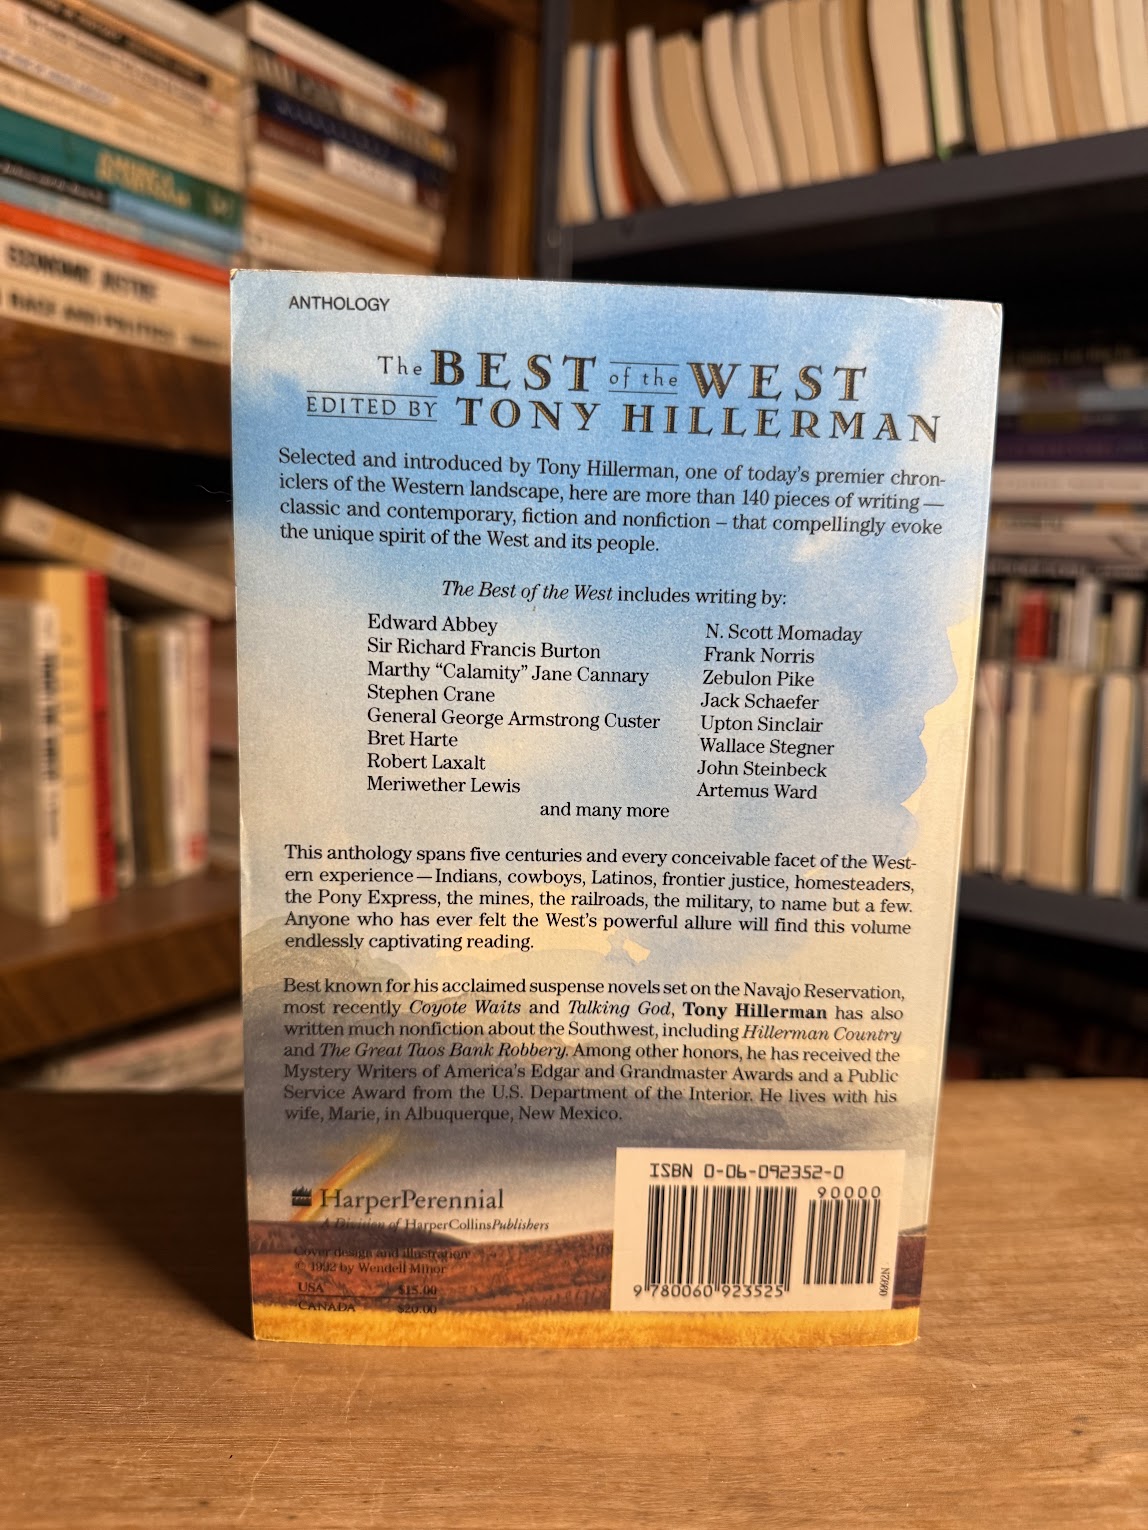 ANTHOLOGY
The BEST of the WEST
EDITED BY TONY HILLERMAN
Selected and introduced by Tony Hillerman, one of today's premier chron-
iclers of the Western landscape, here are more than 140 pieces of writing —
classic and contemporary, fiction and nonfiction – that compellingly evoke
the unique spirit of the West and its people.
The Best of the West includes writing by:
Edward Abbey
Sir Richard Francis Burton
Marthy “Calamity” Jane Cannary
Stephen Crane
General George Armstrong Custer
Bret Harte
Robert Laxalt
Meriwether Lewis
N. Scott Momaday
Frank Norris
Zebulon Pike
Jack Schaefer
Upton Sinclair
Wallace Stegner
John Steinbeck
Artemus Ward
and many more
This anthology spans five centuries and every conceivable facet of the West-
ern experience — Indians, cowboys, Latinos, frontier justice, homesteaders,
the Pony Express, the mines, the railroads, the military, to name but a few.
Anyone who has ever felt the West's powerful allure will find this volume
endlessly captivating reading.
Best known for his acclaimed suspense novels set on the Navajo Reservation,
most recently Coyote Waits and Talking God, Tony Hillerman has also
written much nonfiction about the Southwest, including Hillerman Country
and The Great Taos Bank Robbery. Among other honors, he has received the
Mystery Writers of America's Edgar and Grandmaster Awards and a Public
Service Award from the U.S. Department of the Interior. He lives with his
wife, Marie, in Albuquerque, New Mexico.
HarperPerennial
A Division of HarperCollinsPublishers
Cover design and illustration
© 1992 by Wendell Minor
USA $15.00
CANADA $20.00
ISBN 0-06-092352-0
90000
9 780060 923525
ECONOMIC JUSTICE
RACE AND POLITICS